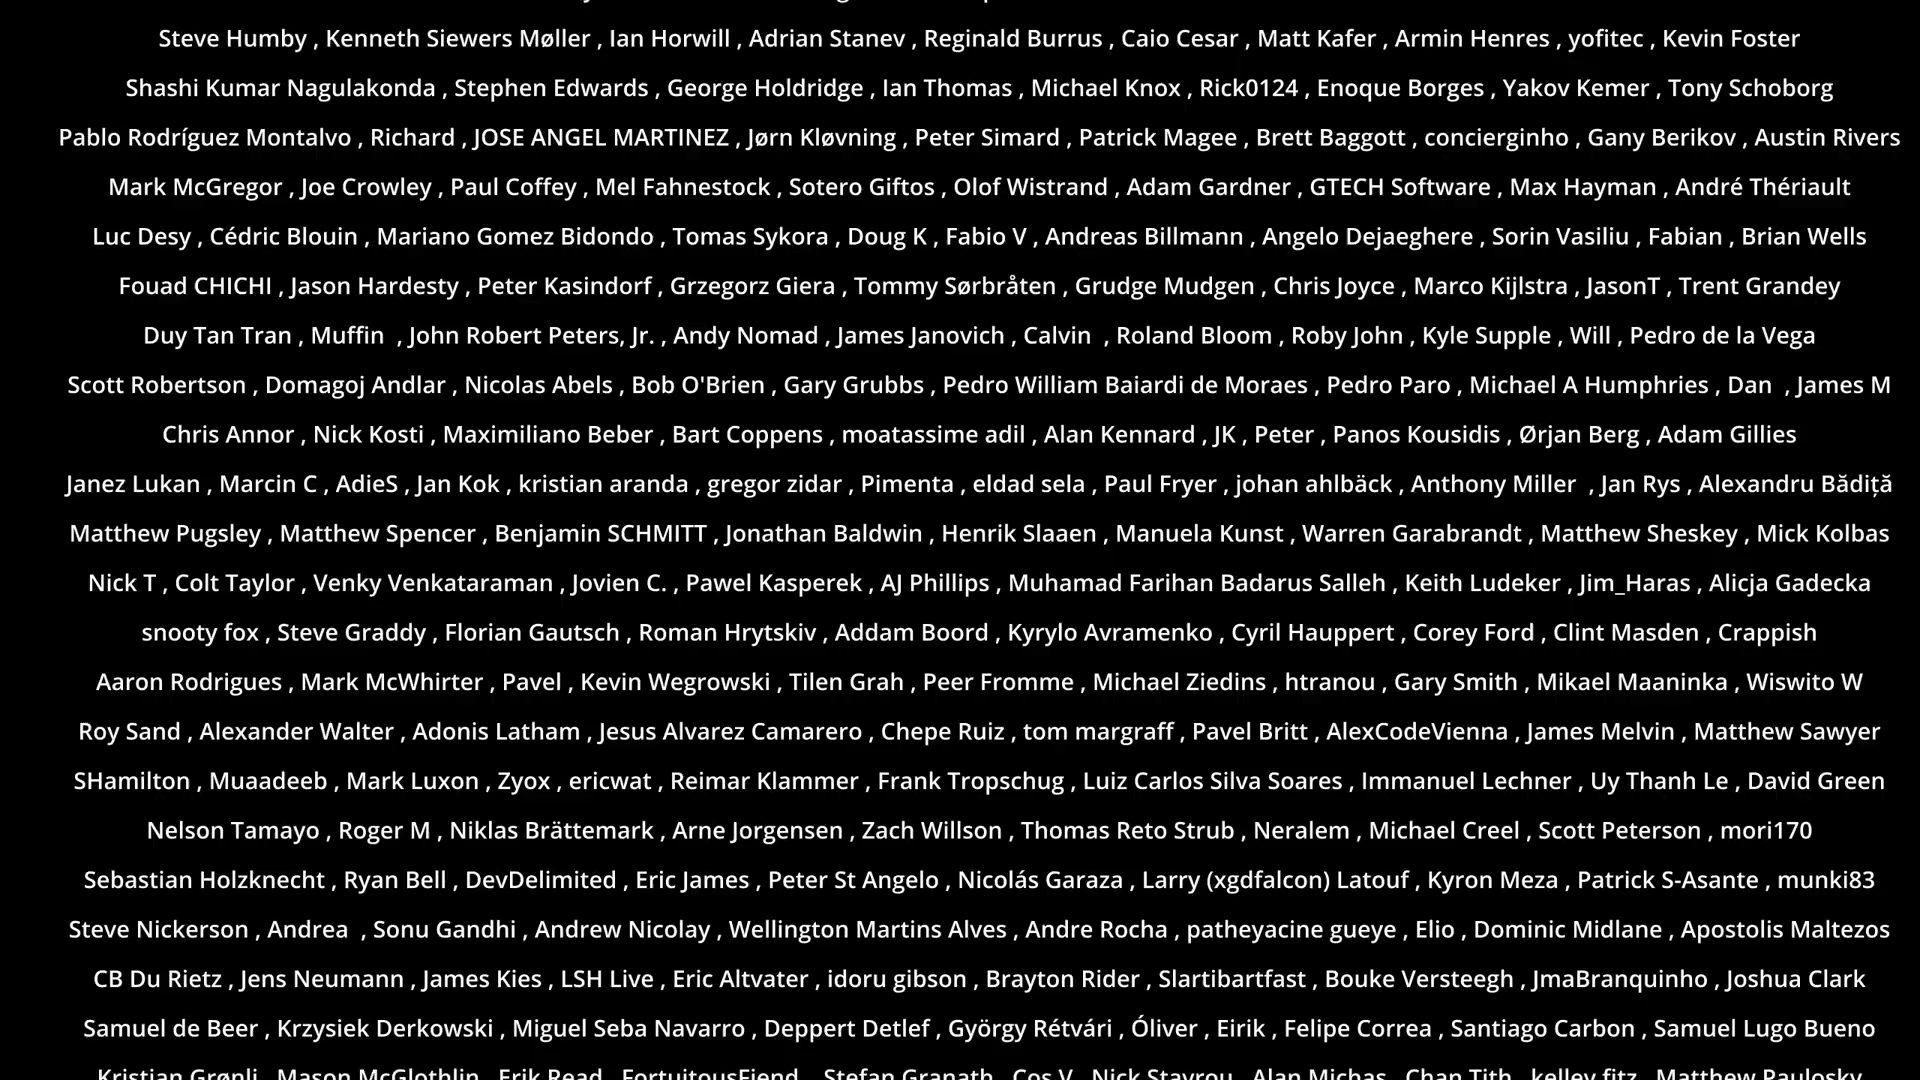 Steve Humby , Kenneth Siewers Møller , Ian Horwill , Adrian Stanev , Reginald Burrus , Caio Cesar , Matt Kafer , Armin Henres , yofitec , Kevin Foster
Shashi Kumar Nagulakonda , Stephen Edwards , George Holdridge , Ian Thomas , Michael Knox , Rick0124 , Enoque Borges , Yakov Kemer , Tony Schoborg
Pablo Rodríguez Montalvo , Richard , JOSE ANGEL MARTINEZ , Jørn Kløvning , Peter Simard , Patrick Magee , Brett Baggott , concierginho , Gany Berikov , Austin Rivers
Mark McGregor , Joe Crowley , Paul Coffey , Mel Fahnestock , Sotero Giftos , Olof Wistrand , Adam Gardner , GTECH Software , Max Hayman , André Thériault
Luc Desy , Cédric Blouin , Mariano Gomez Bidondo , Tomas Sykora , Doug K , Fabio V , Andreas Billmann , Angelo Dejaeghere , Sorin Vasiliu , Fabian , Brian Wells
Fouad CHICHI , Jason Hardesty , Peter Kasindorf , Grzegorz Giera , Tommy Sørbråten , Grudge Mudgen , Chris Joyce , Marco Kijlstra , JasonT , Trent Grandey
Duy Tan Tran , Muffin  , John Robert Peters, Jr. , Andy Nomad , James Janovich , Calvin  , Roland Bloom , Roby John , Kyle Supple , Will , Pedro de la Vega
Scott Robertson , Domagoj Andlar , Nicolas Abels , Bob O'Brien , Gary Grubbs , Pedro William Baiardi de Moraes , Pedro Paro , Michael A Humphries , Dan  , James M
Chris Annor , Nick Kosti , Maximiliano Beber , Bart Coppens , moatassime adil , Alan Kennard , JK , Peter , Panos Kousidis , Ørjan Berg , Adam Gillies
Janez Lukan , Marcin C , AdieS , Jan Kok , kristian aranda , gregor zidar , Pimenta , eldad sela , Paul Fryer , johan ahlbäck , Anthony Miller  , Jan Rys , Alexandru Bădiță
Matthew Pugsley , Matthew Spencer , Benjamin SCHMITT , Jonathan Baldwin , Henrik Slaaen , Manuela Kunst , Warren Garabrandt , Matthew Sheskey , Mick Kolbas
Nick T , Colt Taylor , Venky Venkataraman , Jovien C. , Pawel Kasperek , AJ Phillips , Muhamad Farihan Badarus Salleh , Keith Ludeker , Jim_Haras , Alicja Gadecka
snooty fox , Steve Graddy , Florian Gautsch , Roman Hrytskiv , Addam Boord , Kyrylo Avramenko , Cyril Hauppert , Corey Ford , Clint Masden , Crappish
Aaron Rodrigues , Mark McWhirter , Pavel , Kevin Wegrowski , Tilen Grah , Peer Fromme , Michael Ziedins , htranou , Gary Smith , Mikael Maaninka , Wiswito W
Roy Sand , Alexander Walter , Adonis Latham , Jesus Alvarez Camarero , Chepe Ruiz , tom margraff , Pavel Britt , AlexCodeVienna , James Melvin , Matthew Sawyer
SHamilton , Muaadeeb , Mark Luxon , Zyox , ericwat , Reimar Klammer , Frank Tropschug , Luiz Carlos Silva Soares , Immanuel Lechner , Uy Thanh Le , David Green
Nelson Tamayo , Roger M , Niklas Brättemark , Arne Jorgensen , Zach Willson , Thomas Reto Strub , Neralem , Michael Creel , Scott Peterson , mori170
Sebastian Holzknecht , Ryan Bell , DevDelimited , Eric James , Peter St Angelo , Nicolás Garaza , Larry (xgdfalcon) Latouf , Kyron Meza , Patrick S-Asante , munki83
Steve Nickerson , Andrea  , Sonu Gandhi , Andrew Nicolay , Wellington Martins Alves , Andre Rocha , patheyacine gueye , Elio , Dominic Midlane , Apostolis Maltezos
CB Du Rietz , Jens Neumann , James Kies , LSH Live , Eric Altvater , idoru gibson , Brayton Rider , Slartibartfast , Bouke Versteegh , JmaBranquinho , Joshua Clark
Samuel de Beer , Krzysiek Derkowski , Miguel Seba Navarro , Deppert Detlef , György Rétvári , Óliver , Eirik , Felipe Correa , Santiago Carbon , Samuel Lugo Bueno
Kristian Grønli , Mason McGlothlin , Erik Read , FortuitousFiend  , Stefan Granath , Cos V , Nick Stavrou , Alan Michas , Chan Tith , kelley fitz , Matthew Paulosky